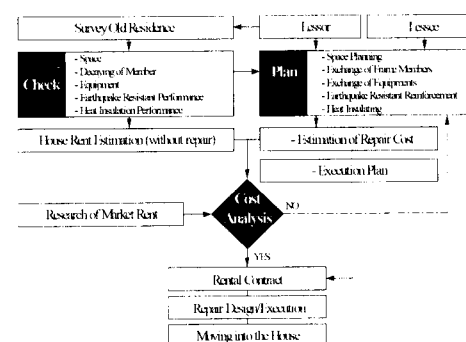 Survey Old Residence
Lessor
Lessee
Check
- Space
- Decaying of Member
- Equipment
- Earthquake Resistant Performance
- Heat Insulation Performance
Plan
- Space Planning
- Exchange of Frame Members
- Exchange of Equipments
- Earthquake Resistant Reinforcement
- Heat Insulating
House Rent Estimation (without repair)
- Estimation of Repair Cost
- Execution Plan
Research of Market Rent
Cost
Analysis
NO
YES
Rental Contract
Repair Design/Execution
Moving into the House